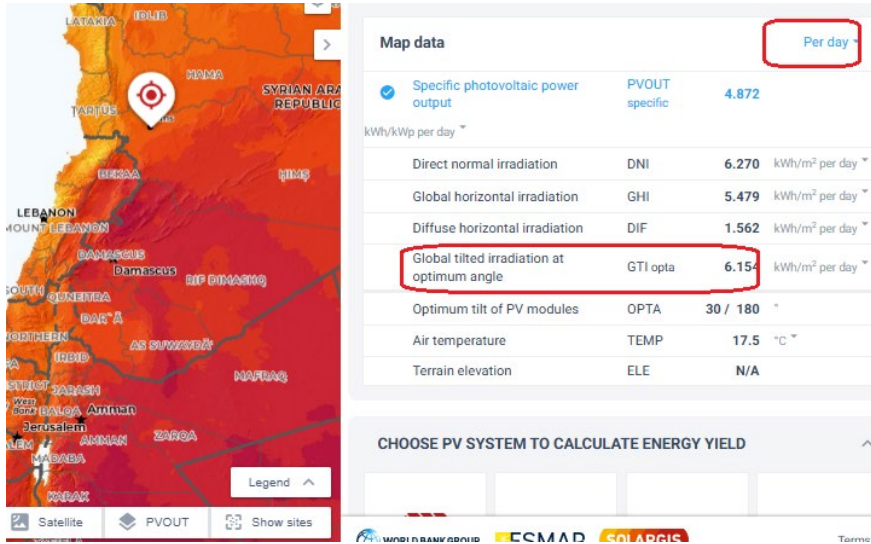 LATAKIA
IDLIB
HAMA
SYRIAN ARA
REPUBLIC
TARTUS
BEKAA
HIMS
LEBANON
MOUNT LEBANON
DAMASCUS
Damascus
RIF DIMASHQ
SOUTH
QUNEITRA
DAR`Ā
NORTHERN
AS SUWAYDĀ'
IRBID
MAFRAQ
STRICT
JARASH
West
Bank
BALQA
Amman
Jerusalem
AMMAN
ZARQA
MADABA
KARAK
Legend
Satellite
PVOUT
Show sites
Map data
Per day
Specific photovoltaic power
output
PVOUT
specific
4.872
kWh/kWp per day
Direct normal irradiation DNI 6.270 kWh/m² per day
Global horizontal irradiation GHI 5.479 kWh/m² per day
Diffuse horizontal irradiation DIF 1.562 kWh/m² per day
Global tilted irradiation at
optimum angle
GTI opta 6.154 kWh/m² per day
Optimum tilt of PV modules OPTA 30 / 180 °
Air temperature TEMP 17.5 °C
Terrain elevation ELE N/A
CHOOSE PV SYSTEM TO CALCULATE ENERGY YIELD
WORLD BANK GROUP
ESMAP
SOLARGIS
Terms